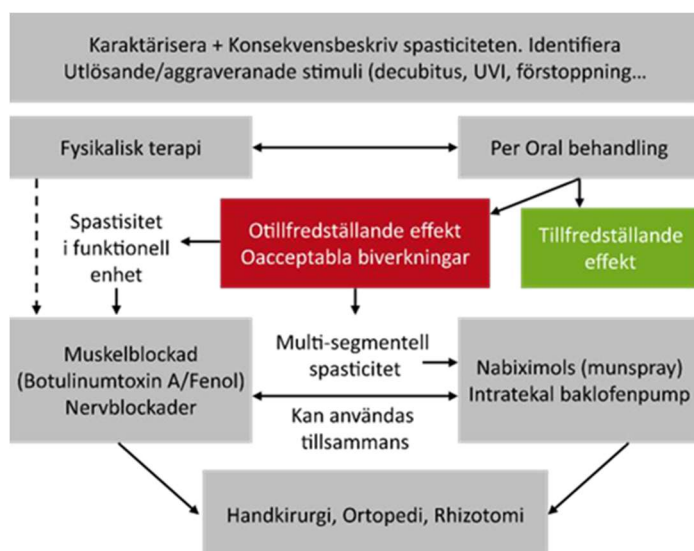 Karaktärisera + Konsekvensbeskriv spasticiteten. Identifiera
Utlösande/aggraveranade stimuli (decubitus, UVI, förstoppning...
Fysikalisk terapi
Per Oral behandling
Spastisitet
i funktionell
enhet
Otillfredställande effekt
Oacceptabla biverkningar
Tillfredställande
effekt
Muskelblockad
(Botulinumtoxin A/Fenol)
Nervblockader
Multi-segmentell
spasticitet
Kan användas
tillsammans
Nabiximols (munspray)
Intratekal baklofenpump
Handkirurgi, Ortopedi, Rhizotomi